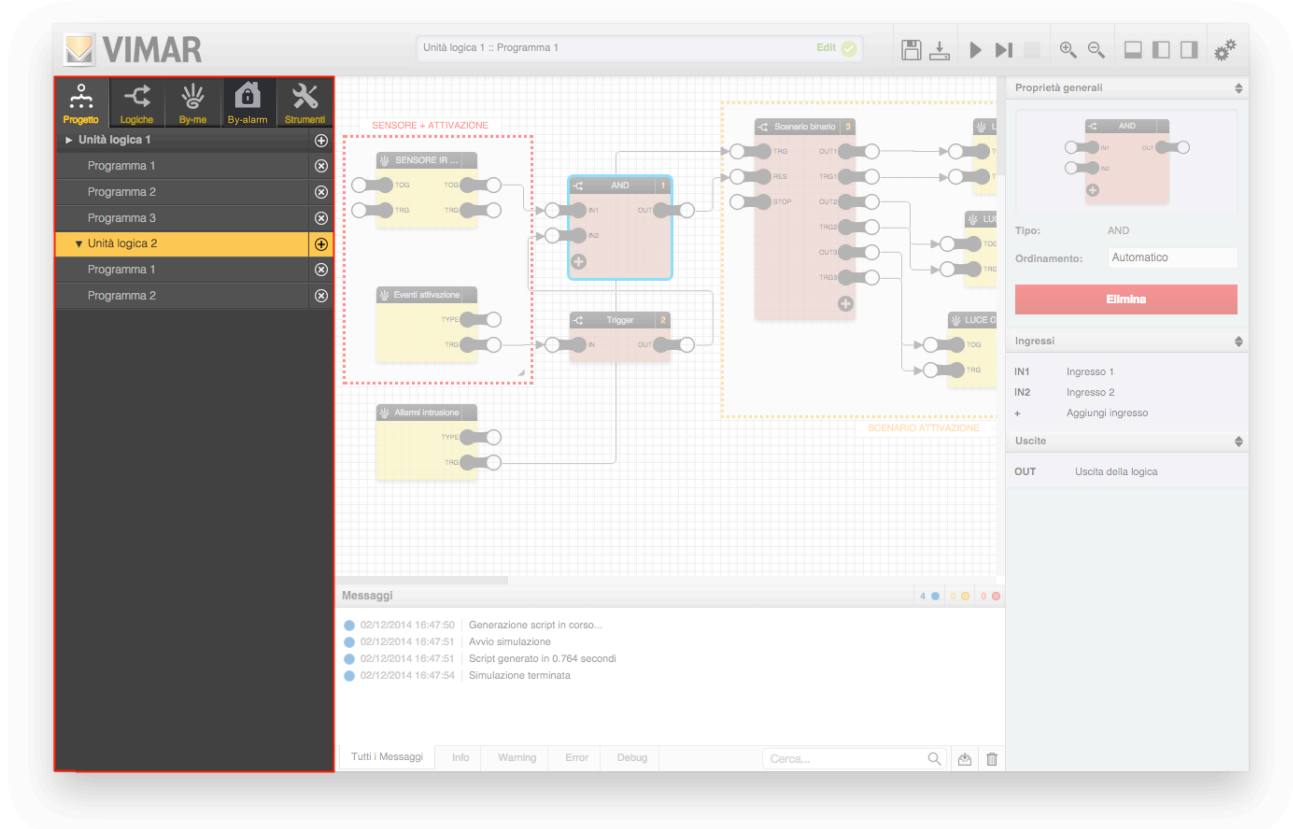 VIMAR
Unità logica 1 :: Programma 1
Edit
Progetto
Logiche
By-me
By-alarm
Strumenti
Unità logica 1
Programma 1
Programma 2
Programma 3
Unità logica 2
Programma 1
Programma 2
SENSORE + ATTIVAZIONE
SENSORE IR ...
TOG TOG
TRG TRG
AND 1
IN1 OUT
IN2
Eventi attivazione
TYPE
TRG
Trigger 2
IN OUT
Allarmi intrusione
TYPE
TRG
Scenario binario 3
TRG OUT1
RES TRG1
STOP OUT2
TRG2
OUT3
TRG3
LUC
TOG
TRG
LUCE C
TOG
TRG
SCENARIO ATTIVAZIONE
Proprietà generali
AND
IN1 OUT
IN2
Tipo: AND
Ordinamento: Automatico
Elimina
Ingressi
IN1 Ingresso 1
IN2 Ingresso 2
+ Aggiungi ingresso
Uscite
OUT Uscita della logica
Messaggi 4 0 0
02/12/2014 16:47:50 Generazione script in corso...
02/12/2014 16:47:51 Avvio simulazione
02/12/2014 16:47:51 Script generato in 0.764 secondi
02/12/2014 16:47:54 Simulazione terminata
Tutti i Messaggi Info Warning Error Debug Cerca...